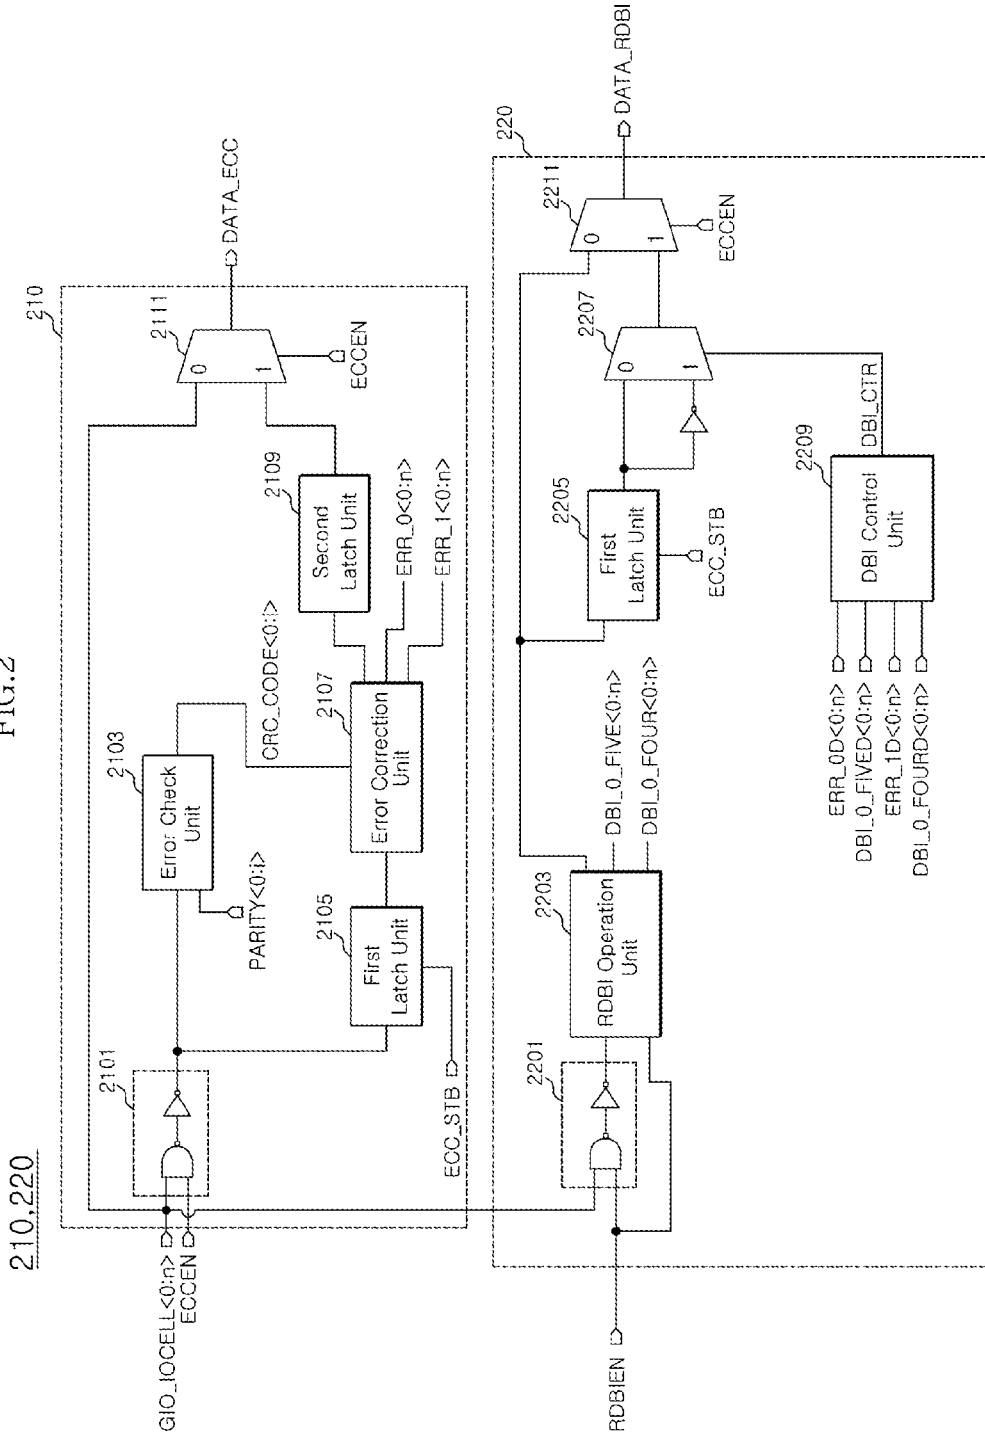 FIG.2
210,220
GIO_IOCELL<0:n>
ECCEN
2101
2103
Error Check
Unit
PARITY<0:i>
2105
First
Latch Unit
ECC_STB
CRC_CODE<0:i>
2107
Error Correction
Unit
2109
Second
Latch Unit
ERR_0<0:n>
ERR_1<0:n>
210
2111
0
1
ECCEN
DATA_ECC
RDBIEN
2201
2203
RDBI Operation
Unit
DBI_0_FIVE<0:n>
DBI_0_FOUR<0:n>
2205
First
Latch Unit
ECC_STB
2207
0
1
DBI_CTR
2209
DBI Control
Unit
ERR_0D<0:n>
DBI_0_FIVED<0:n>
ERR_1D<0:n>
DBI_0_FOURD<0:n>
2211
0
1
ECCEN
220
DATA_RDBI